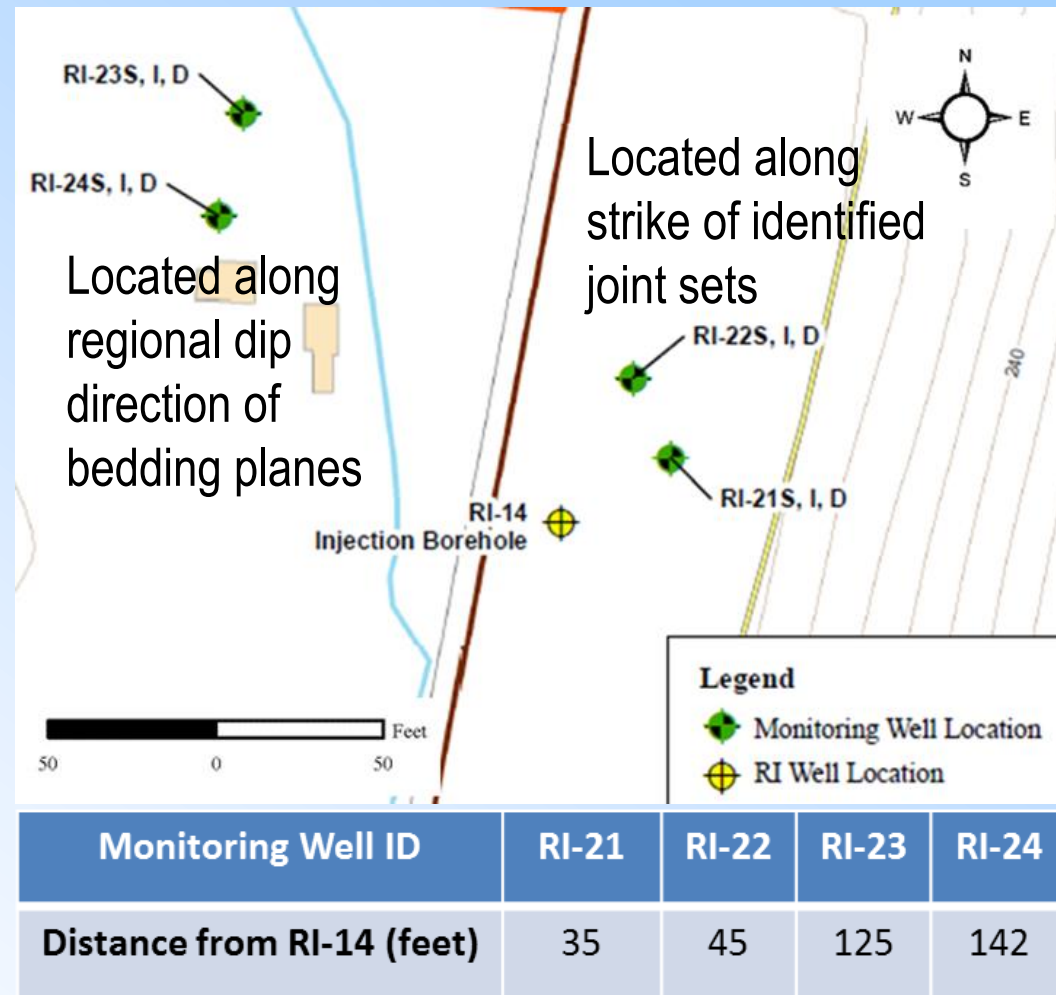 N
W E
S
RI-23S, I, D
RI-24S, I, D
Located along
regional dip
direction of
bedding planes
Located along
strike of identified
joint sets
RI-22S, I, D
240
RI-21S, I, D
RI-14
Injection Borehole
50 0 50 Feet
Legend
Monitoring Well Location
RI Well Location
Monitoring Well ID RI-21 RI-22 RI-23 RI-24
Distance from RI-14 (feet) 35 45 125 142